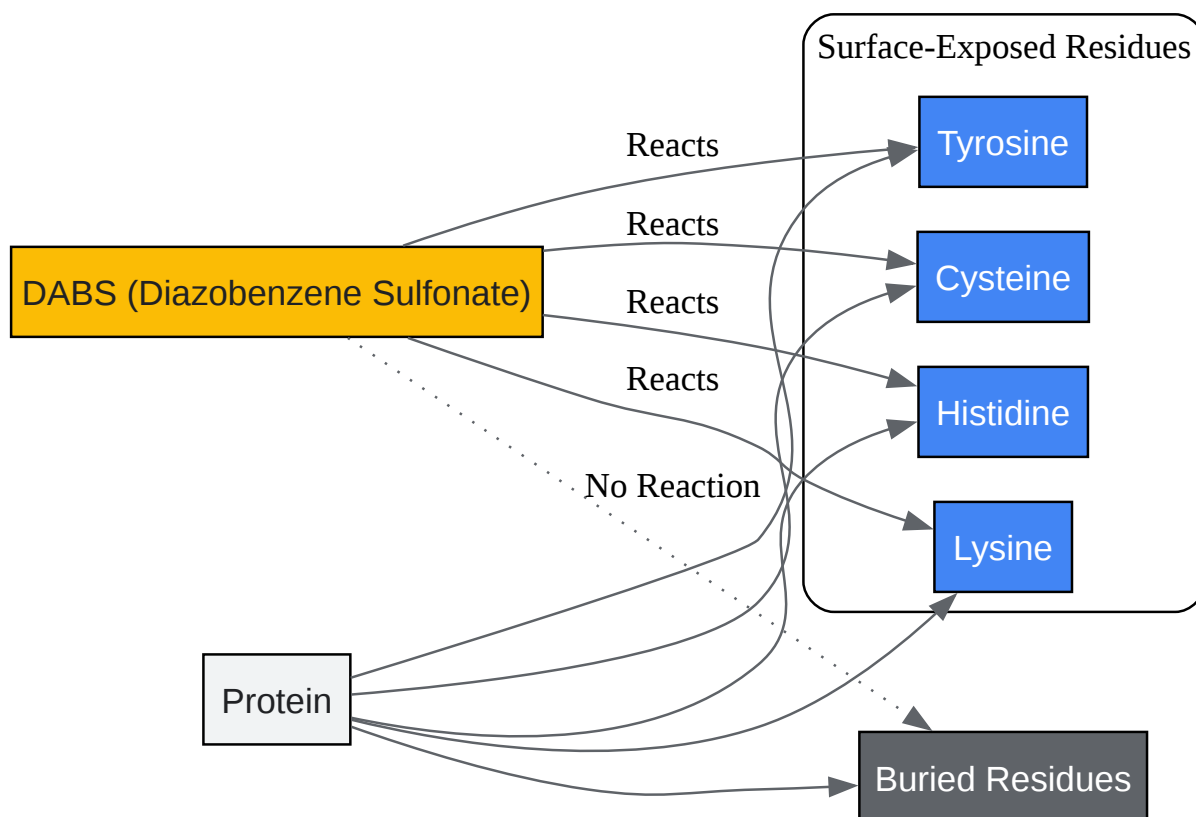 Surface-Exposed Residues
Reacts
Tyrosine
Reacts
Cysteine
DABS (Diazobenzene Sulfonate)
Reacts
Reacts
Histidine
No Reaction
Lysine
Protein
Buried Residues